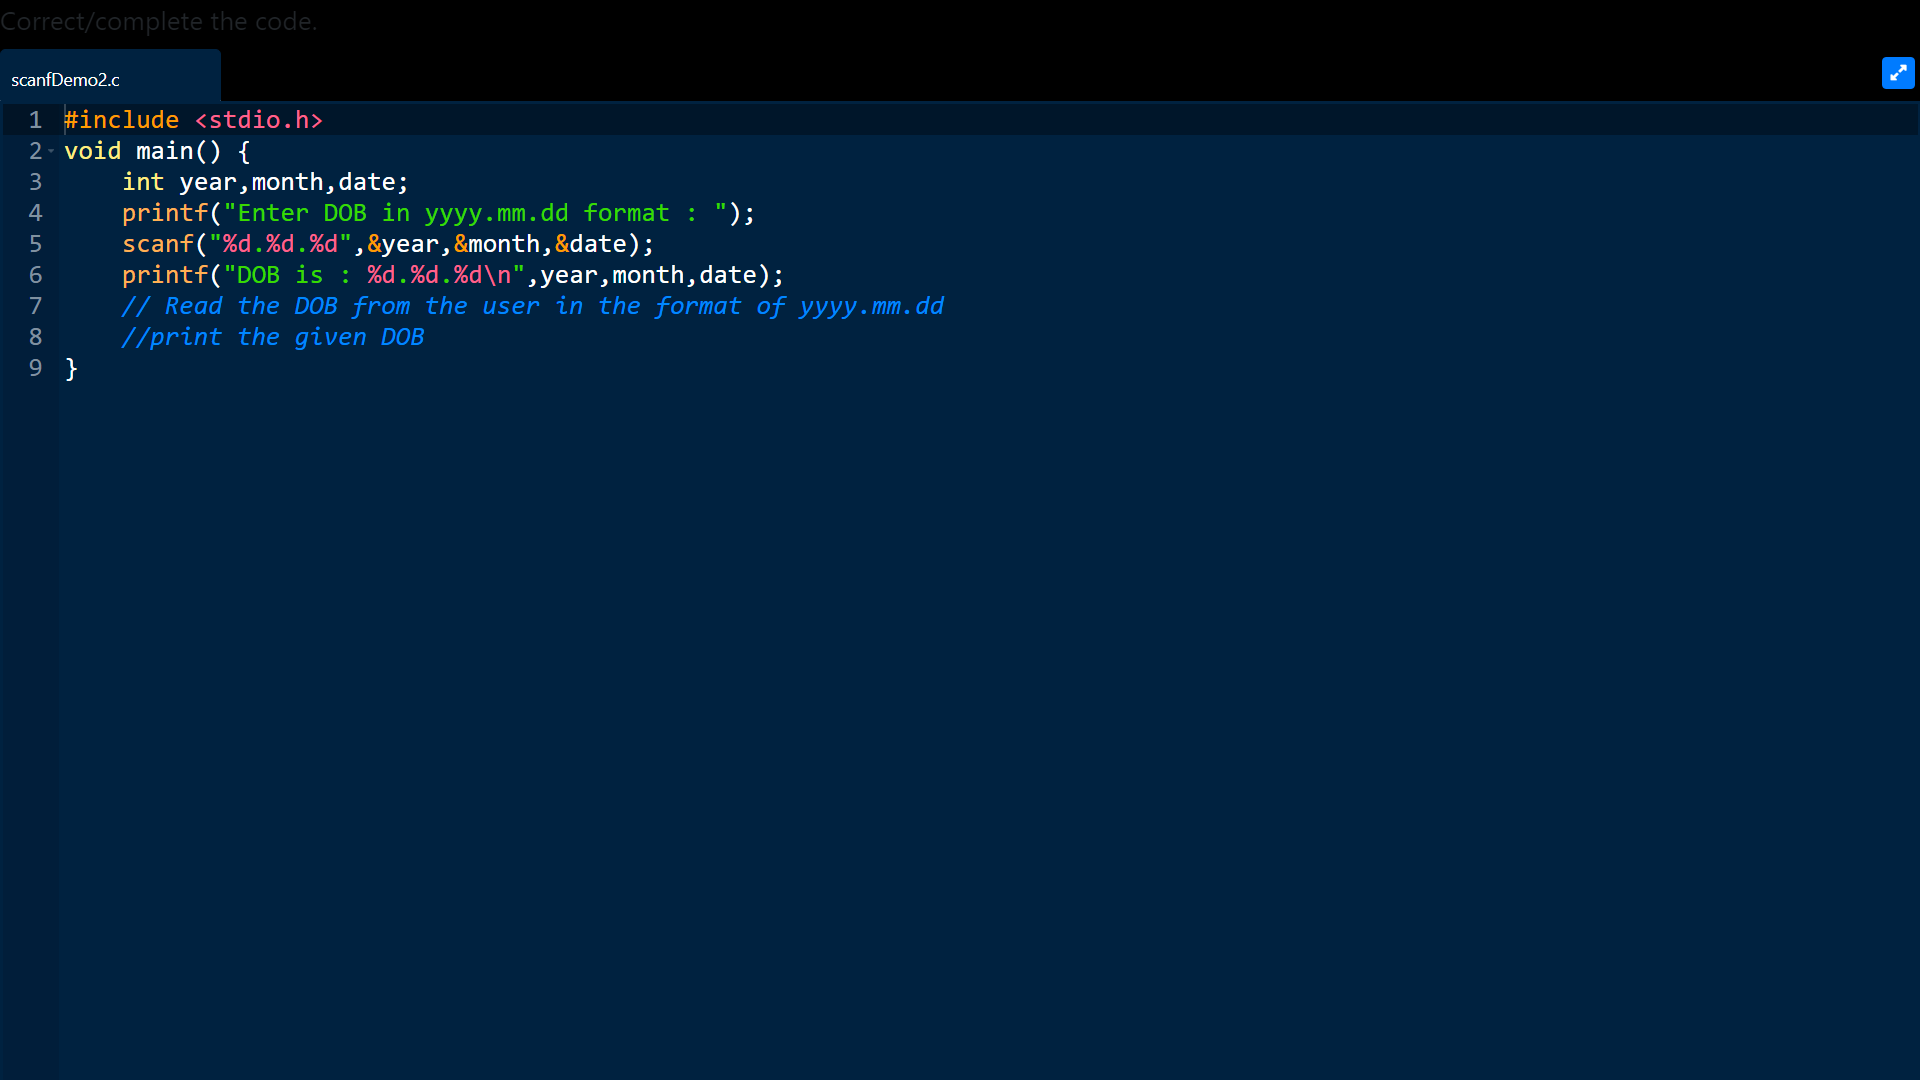 Correct/complete the code.
scanfDemo2.c
1 #include <stdio.h>
2 void main() {
3     int year,month,date;
4     printf("Enter DOB in yyyy.mm.dd format : ");
5     scanf("%d.%d.%d",&year,&month,&date);
6     printf("DOB is : %d.%d.%d\n",year,month,date);
7     // Read the DOB from the user in the format of yyyy.mm.dd
8     //print the given DOB
9 }